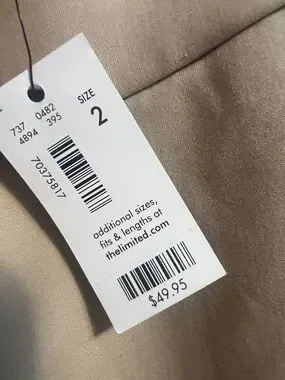 737 0482
4894 395
SIZE
2
70375817
additional sizes,
fits & lengths at
thelimited.com
$49.95